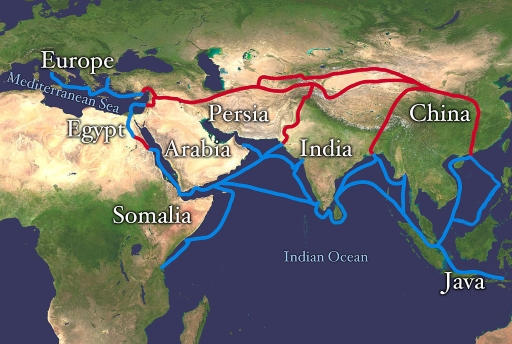 Europe
Mediterranean Sea
Egypt
Persia
China
Arabia
India
Somalia
Indian Ocean
Java